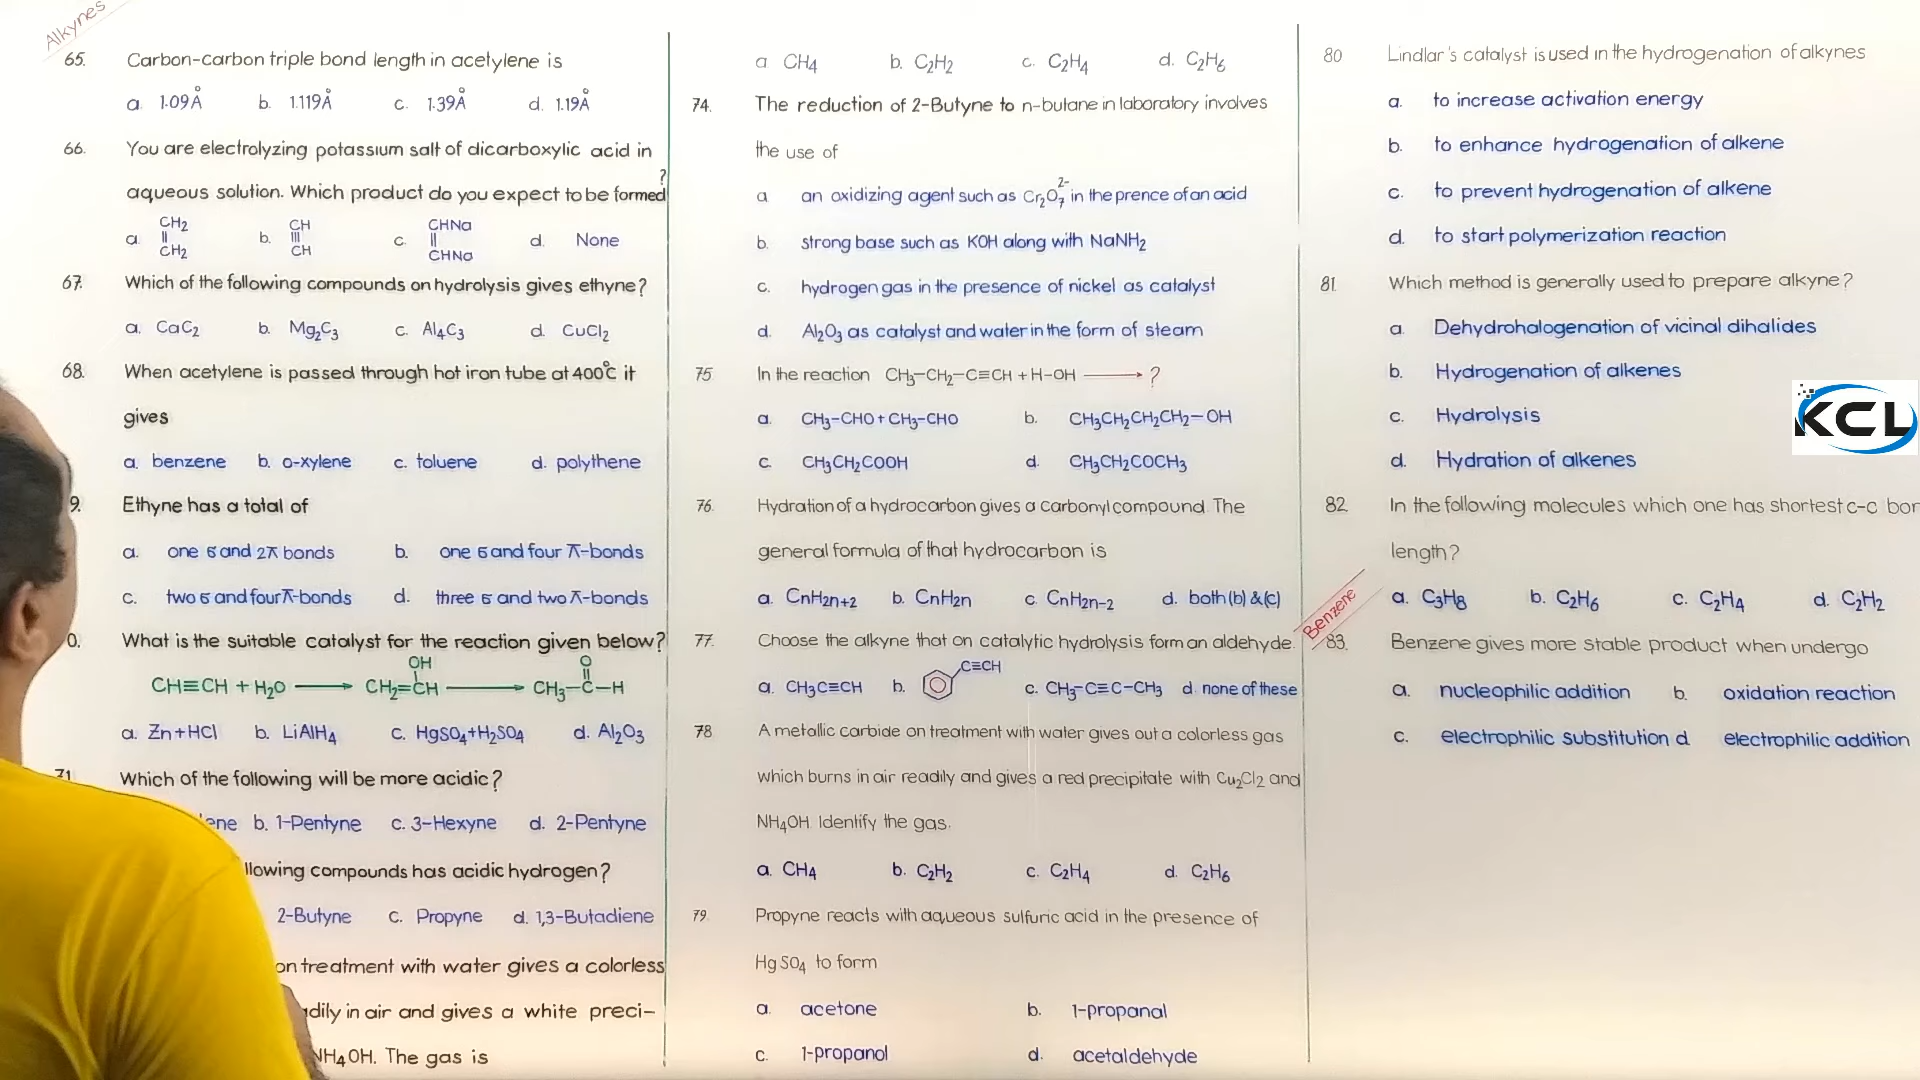 Alkynes
65. Carbon-carbon triple bond length in acetylene is
a. 1.09Å b. 1.119Å c. 1.39Å d. 1.19Å
66. You are electrolyzing potassium salt of dicarboxylic acid in
aqueous solution. Which product do you expect to be formed?
a. CH₂=CH₂ b. CH≡CH c. CHNa=CHNa d. None
67. Which of the following compounds on hydrolysis gives ethyne?
a. CaC₂ b. Mg₂C₃ c. Al₄C₃ d. CuCl₂
68. When acetylene is passed through hot iron tube at 400°C it
gives
a. benzene b. o-xylene c. toluene d. polythene
9. Ethyne has a total of
a. one σ and 2π bonds b. one σ and four π-bonds
c. two σ and four π-bonds d. three σ and two π-bonds
0. What is the suitable catalyst for the reaction given below?
OH O
CH≡CH + H₂O ⟶ CH₂=CH ⟶ CH₃-C-H
a. Zn+HCl b. LiAlH₄ c. HgSO₄+H₂SO₄ d. Al₂O₃
71 Which of the following will be more acidic?
b. 1-Pentyne c. 3-Hexyne d. 2-Pentyne
compounds has acidic hydrogen?
2-Butyne c. Propyne d. 1,3-Butadiene
on treatment with water gives a colorless
in air and gives a white preci-
NH₄OH. The gas is
a CH₄ b. C₂H₂ c. C₂H₄ d. C₂H₆
74. The reduction of 2-Butyne to n-butane in laboratory involves
the use of
a an oxidizing agent such as Cr₂O₇²⁻ in the prence of an acid
b. strong base such as KOH along with NaNH₂
c. hydrogen gas in the presence of nickel as catalyst
d. Al₂O₃ as catalyst and water in the form of steam
75 In the reaction CH₃-CH₂-C≡CH + H-OH ⟶ ?
a. CH₃-CHO + CH₃-CHO b. CH₃CH₂CH₂CH₂-OH
c. CH₃CH₂COOH d. CH₃CH₂COCH₃
76. Hydration of a hydrocarbon gives a carbonyl compound. The
general formula of that hydrocarbon is
a. CnH2n+2 b. CnH2n c. CnH2n-2 d. both (b) & (c)
77. Choose the alkyne that on catalytic hydrolysis form an aldehyde.
a. CH₃C≡CH b. C≡CH c. CH₃-C≡C-CH₃ d. none of these
78 A metallic carbide on treatment with water gives out a colorless gas
which burns in air readily and gives a red precipitate with Cu₂Cl₂ and
NH₄OH. Identify the gas.
a. CH₄ b. C₂H₂ c. C₂H₄ d. C₂H₆
79. Propyne reacts with aqueous sulfuric acid in the presence of
HgSO₄ to form
a. acetone b. 1-propanal
c. 1-propanol d. acetaldehyde
80 Lindlar's catalyst is used in the hydrogenation of alkynes
a. to increase activation energy
b. to enhance hydrogenation of alkene
c. to prevent hydrogenation of alkene
d. to start polymerization reaction
81. Which method is generally used to prepare alkyne?
a. Dehydrohalogenation of vicinal dihalides
b. Hydrogenation of alkenes
c. Hydrolysis
d. Hydration of alkenes
KCL
82. In the following molecules which one has shortest c-c bon
length?
a. C₃H₈ b. C₂H₆ c. C₂H₄ d. C₂H₂
Benzene
83. Benzene gives more stable product when undergo
a. nucleophilic addition b. oxidation reaction
c. electrophilic substitution d electrophilic addition